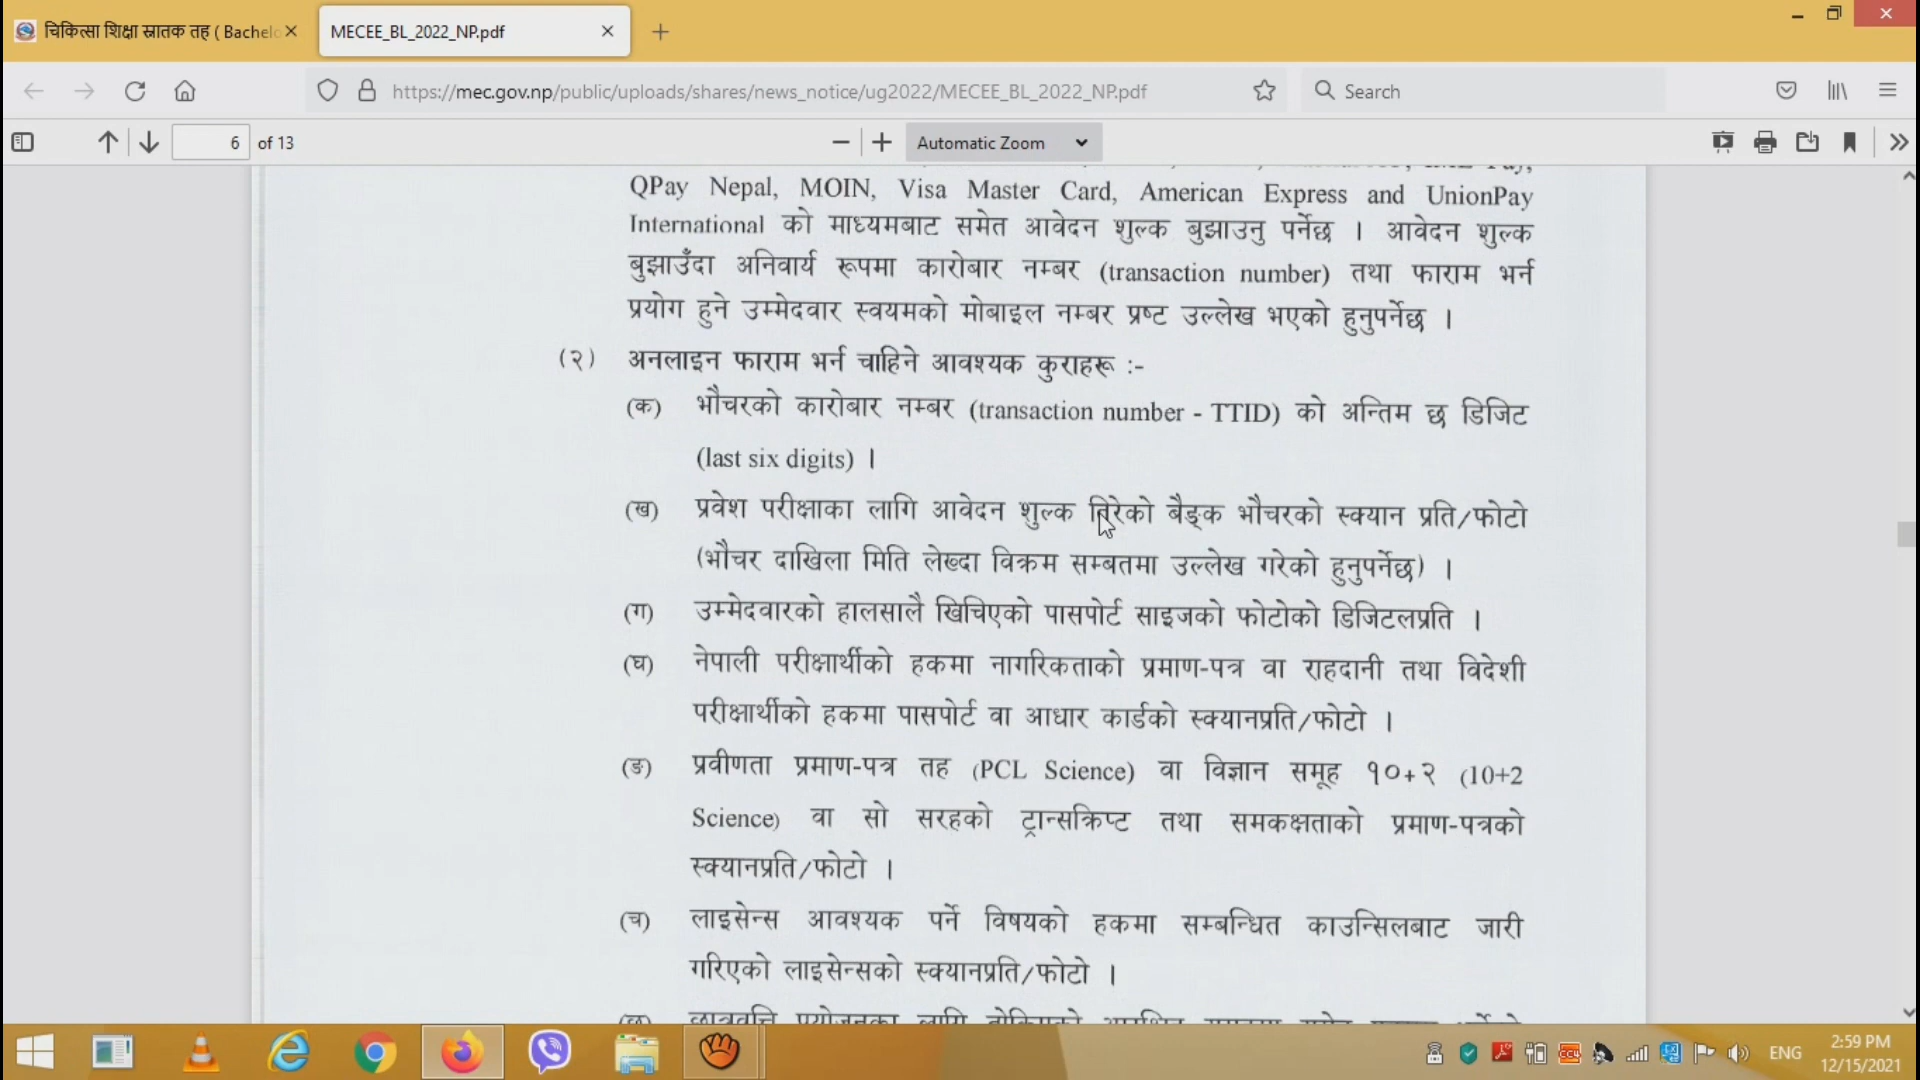 चिकित्सा शिक्षा स्नातक तह ( Bachel
MECEE_BL_2022_NP.pdf
https://mec.gov.np/public/uploads/shares/news_notice/ug2022/MECEE_BL_2022_NP.pdf
Search
6 of 13
Automatic Zoom
QPay Nepal, MOIN, Visa Master Card, American Express and UnionPay
International को माध्यमबाट समेत आवेदन शुल्क बुझाउनु पर्नेछ । आवेदन शुल्क
बुझाउँदा अनिवार्य रूपमा कारोबार नम्बर (transaction number) तथा फाराम भर्न
प्रयोग हुने उम्मेदवार स्वयमको मोबाइल नम्बर प्रष्ट उल्लेख भएको हुनुपर्नेछ ।
(२) अनलाइन फाराम भर्न चाहिने आवश्यक कुराहरू :-
(क) भौचरको कारोबार नम्बर (transaction number - TTID) को अन्तिम छ डिजिट
(last six digits) ।
(ख) प्रवेश परीक्षाका लागि आवेदन शुल्क तिरेको बैङ्क भौचरको स्क्यान प्रति/फोटो
(भौचर दाखिला मिति लेख्दा विक्रम सम्बतमा उल्लेख गरेको हुनुपर्नेछ) ।
(ग) उम्मेदवारको हालसालै खिचिएको पासपोर्ट साइजको फोटोको डिजिटलप्रति ।
(घ) नेपाली परीक्षार्थीको हकमा नागरिकताको प्रमाण-पत्र वा राहदानी तथा विदेशी
परीक्षार्थीको हकमा पासपोर्ट वा आधार कार्डको स्क्यानप्रति/फोटो ।
(ङ) प्रवीणता प्रमाण-पत्र तह (PCL Science) वा विज्ञान समूह १०+२ (10+2
Science) वा सो सरहको ट्रान्सक्रिप्ट तथा समकक्षताको प्रमाण-पत्रको
स्क्यानप्रति/फोटो ।
(च) लाइसेन्स आवश्यक पर्ने विषयको हकमा सम्बन्धित काउन्सिलबाट जारी
गरिएको लाइसेन्सको स्क्यानप्रति/फोटो ।
ENG
2:59 PM
12/15/2021